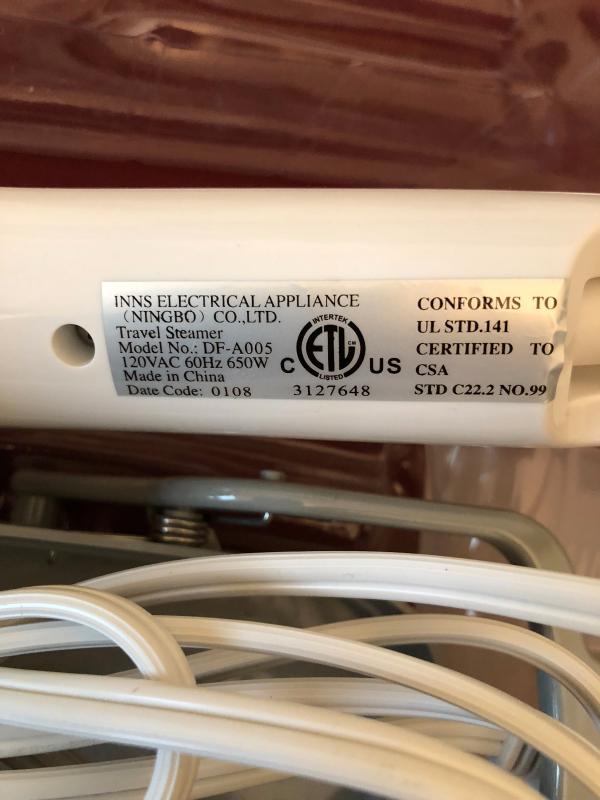 INNS ELECTRICAL APPLIANCE
(NINGBO) CO.,LTD.
Travel Steamer
Model No.: DF-A005
120VAC 60Hz 650W
Made in China
Date Code: 0108
INTERTEK
C ETL CM US
LISTED
3127648
CONFORMS TO
UL STD.141
CERTIFIED TO
CSA
STD C22.2 NO.99